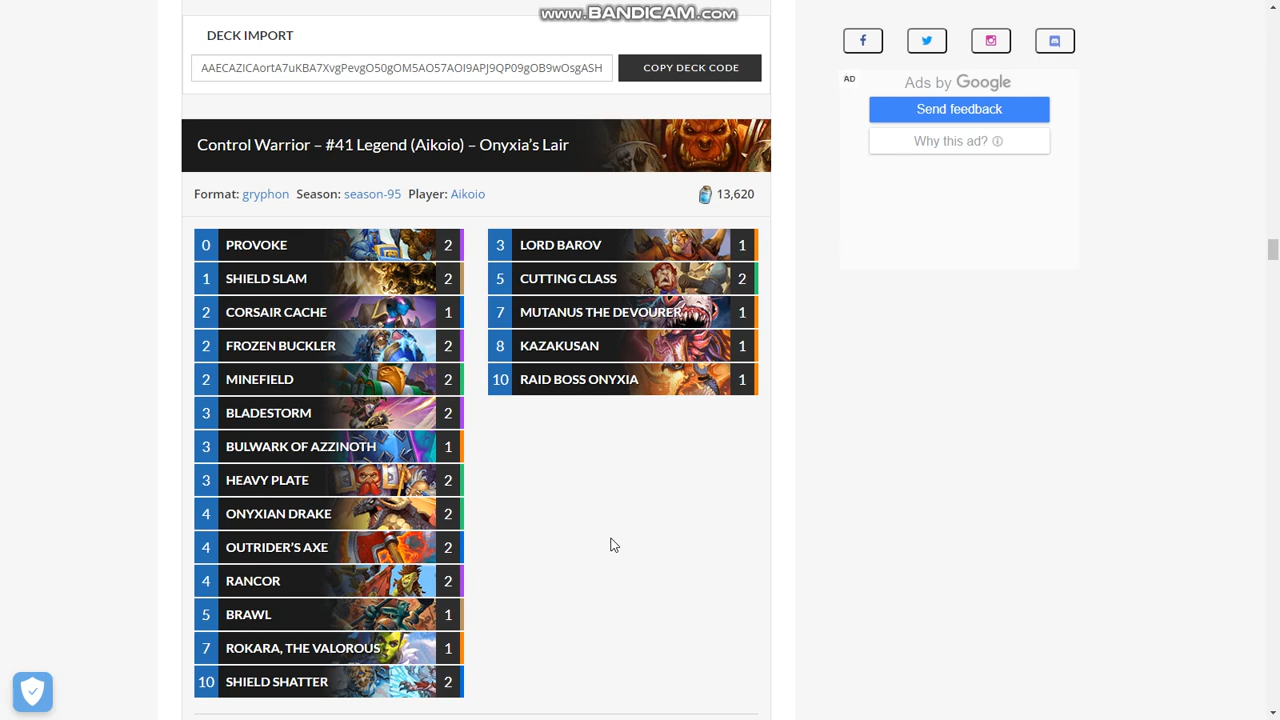 www.BANDICAM.com
DECK IMPORT
AAECAZICAortA7uKBA7XvgPevgO50gOM5AO57AOI9APJ9QP09gOB9wOsgASH
COPY DECK CODE
AD
Ads by Google
Send feedback
Why this ad?
Control Warrior – #41 Legend (Aikoio) – Onyxia's Lair
Format: gryphon Season: season-95 Player: Aikoio 13,620
0 PROVOKE 2
1 SHIELD SLAM 2
2 CORSAIR CACHE 1
2 FROZEN BUCKLER 2
2 MINEFIELD 2
3 BLADESTORM 2
3 BULWARK OF AZZINOTH 1
3 HEAVY PLATE 2
4 ONYXIAN DRAKE 2
4 OUTRIDER'S AXE 2
4 RANCOR 2
5 BRAWL 1
7 ROKARA, THE VALOROUS 1
10 SHIELD SHATTER 2
3 LORD BAROV 1
5 CUTTING CLASS 2
7 MUTANUS THE DEVOURER 1
8 KAZAKUSAN 1
10 RAID BOSS ONYXIA 1